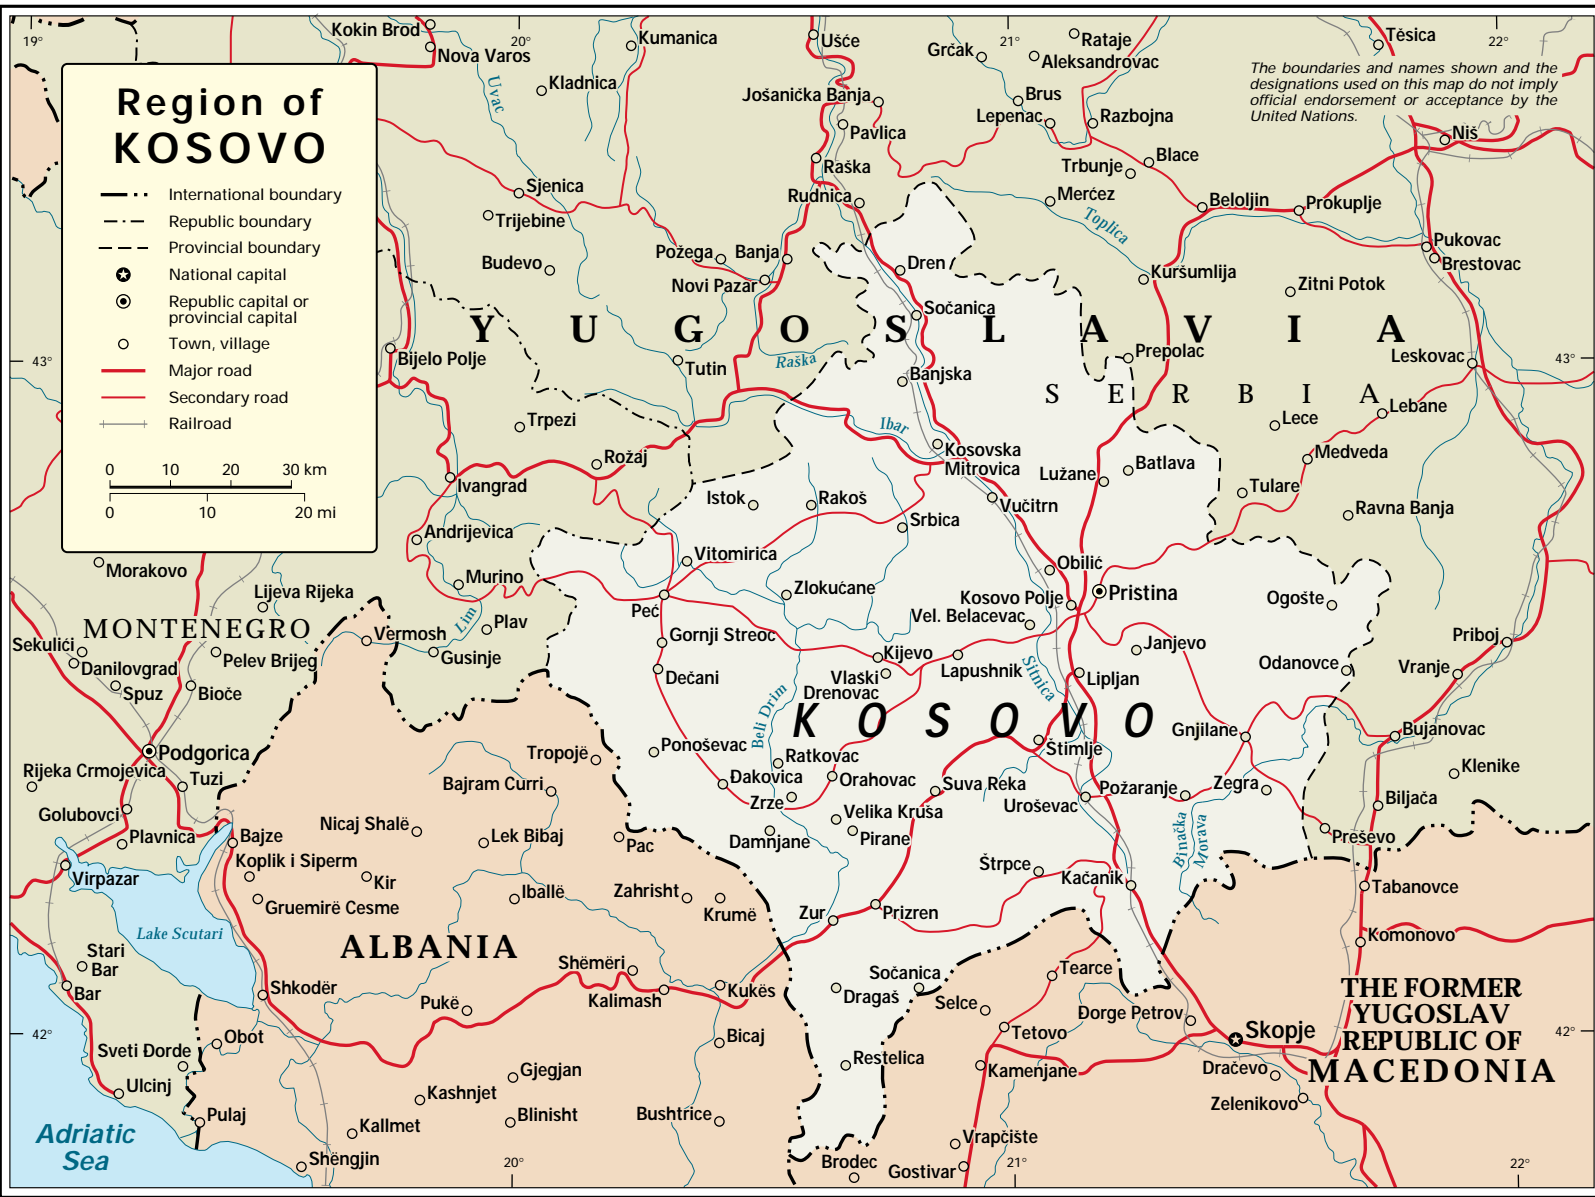 19°
20°
21°
22°
Kokin Brod
Nova Varos
Kumanica
Kladnica
Uvac
Ušće
Grčak
Rataje
Aleksandrovac
Tĕsica
The boundaries and names shown and the
designations used on this map do not imply
official endorsement or acceptance by the
United Nations.
Region of
KOSOVO
International boundary
Republic boundary
Provincial boundary
National capital
Republic capital or
provincial capital
Town, village
Major road
Secondary road
Railroad
0 10 20 30 km
0 10 20 mi
Jošanička Banja
Pavlica
Brus
Lepenac
Razbojna
Niš
Raška
Trbunje
Blace
Sjenica
Trijebine
Rudnica
Merćez
Toplica
Beloljin
Prokuplje
Budevo
Požega
Banja
Novi Pazar
Dren
Kuršumlija
Pukovac
Brestovac
Zitni Potok
Sočanica
YUGOSLAVIA
43°
43°
Bijelo Polje
Tutin
Raška
Prepolac
Leskovac
Banjska
SERBIA
Lebane
Lece
Trpezi
Ibar
Kosovska
Mitrovica
Rožaj
Lužane
Batlava
Medveda
Ivangrad
Istok
Rakoš
Vučitrn
Tulare
Ravna Banja
Srbica
Andrijevica
Vitomirica
Obilić
Morakovo
Murino
Lijeva Rijeka
Zlokućane
Peć
Kosovo Polje
Pristina
Ogošte
Vel. Belacevac
MONTENEGRO
Lim
Plav
Vermosh
Gusinje
Gornji Streoc
Sekulići
Danilovgrad
Pelev Brijeg
Spuz
Bioče
Dečani
Kijevo
Vlaški
Drenovac
Lapushnik
Sitnica
Janjevo
Lipljan
Odanovce
Priboj
Vranje
Beli Drim
KOSOVO
Gnjilane
Bujanovac
Štimlje
Podgorica
Tropojë
Ponoševac
Ratkovac
Klenike
Rijeka Crmojevica
Tuzi
Bajram Curri
Đakovica
Orahovac
Zrze
Suva Reka
Uroševac
Požaranje
Zegra
Biljača
Golubovci
Plavnica
Nicaj Shalë
Lek Bibaj
Pac
Velika Kruša
Damnjane
Pirane
Binačka
Morava
Preševo
Bajze
Virpazar
Koplik i Siperm
Kir
Gruemirë Cesme
Iballë
Zahrisht
Krumë
Štrpce
Kačanik
Tabanovce
Zur
Prizren
Lake Scutari
ALBANIA
Komonovo
Stari
Bar
Bar
Shkodër
Shëmëri
Kalimash
Kukës
Pukë
Sočanica
Dragaš
Tearce
Selce
Đorge Petrov
Tetovo
Skopje
THE FORMER
YUGOSLAV
REPUBLIC OF
MACEDONIA
42°
42°
Obot
Sveti Đorde
Bicaj
Restelica
Kamenjane
Dračevo
Zelenikovo
Ulcinj
Gjegjan
Kashnjet
Pulaj
Blinisht
Bushtrice
Kallmet
Adriatic
Sea
Shëngjin
20°
Brodec
Vrapčište
Gostivar
21°
22°